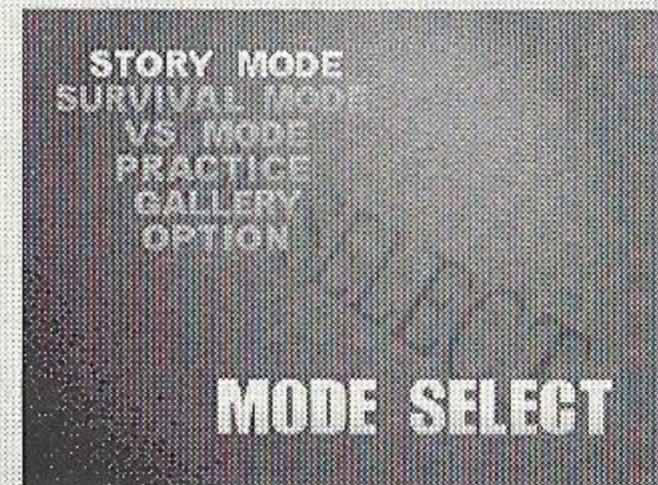 STORY MODE
SURVIVAL MODE
VS MODE
PRACTICE
GALLERY
OPTION
MODE SELECT